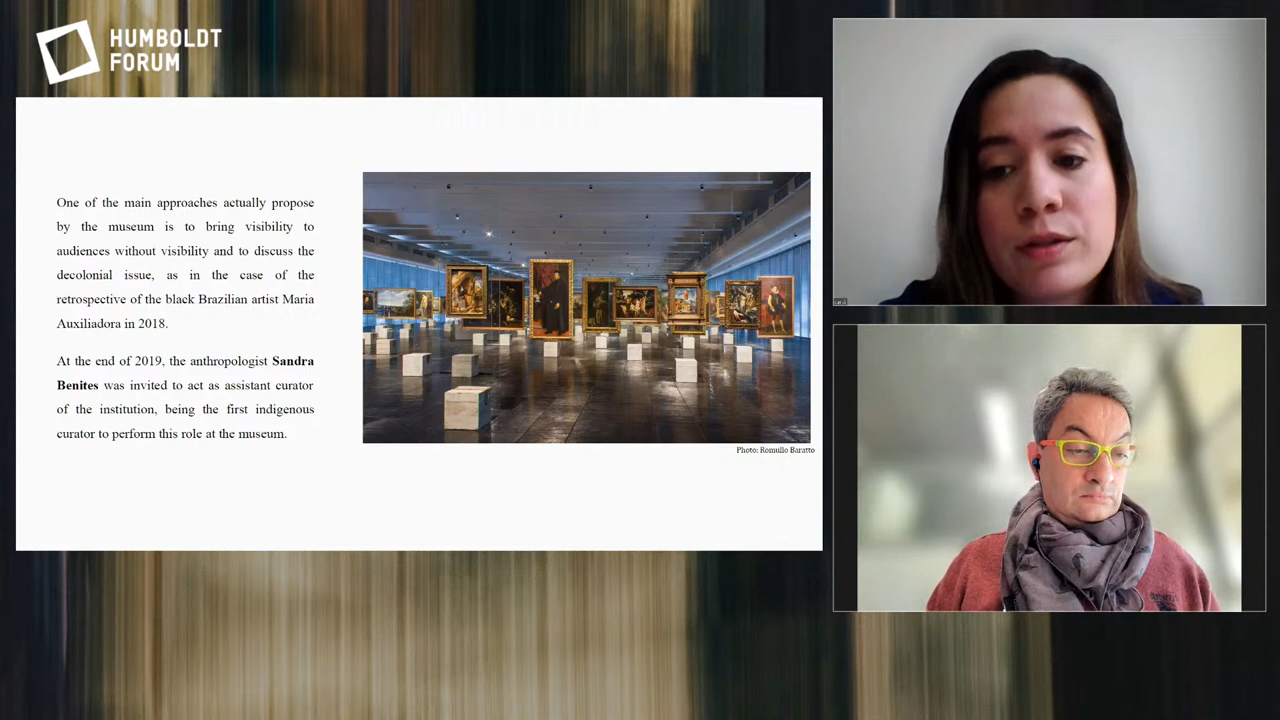 HUMBOLDT
FORUM
One of the main approaches actually propose
by the museum is to bring visibility to
audiences without visibility and to discuss the
decolonial issue, as in the case of the
retrospective of the black Brazilian artist Maria
Auxiliadora in 2018.
At the end of 2019, the anthropologist Sandra
Benites was invited to act as assistant curator
of the institution, being the first indigenous
curator to perform this role at the museum.
Photo: Romullo Baratto